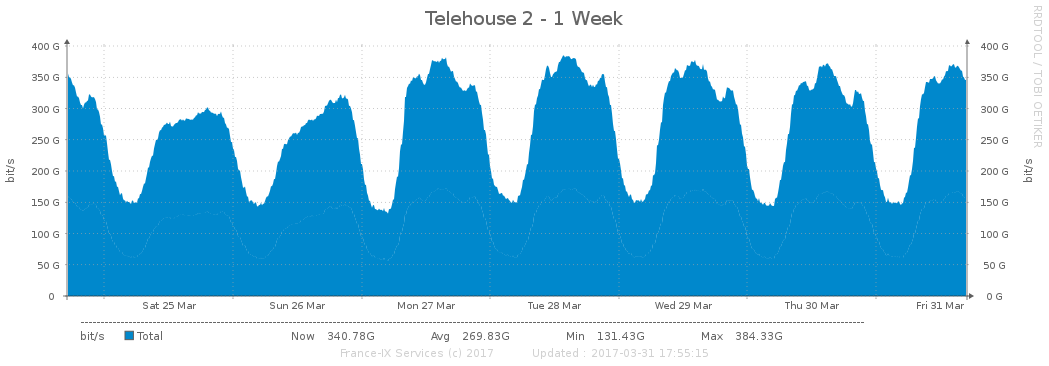 Telehouse 2 - 1 Week
RRDTOOL / TOBI OETIKER
400 G 400 G
350 G 350 G
300 G 300 G
250 G 250 G
200 G 200 G
150 G 150 G
100 G 100 G
50 G 50 G
0 0 G
bit/s
bit/s
Sat 25 Mar Sun 26 Mar Mon 27 Mar Tue 28 Mar Wed 29 Mar Thu 30 Mar Fri 31 Mar
bit/s Total Now 340.78G Avg 269.83G Min 131.43G Max 384.33G
France-IX Services (c) 2017 Updated : 2017-03-31 17:55:15